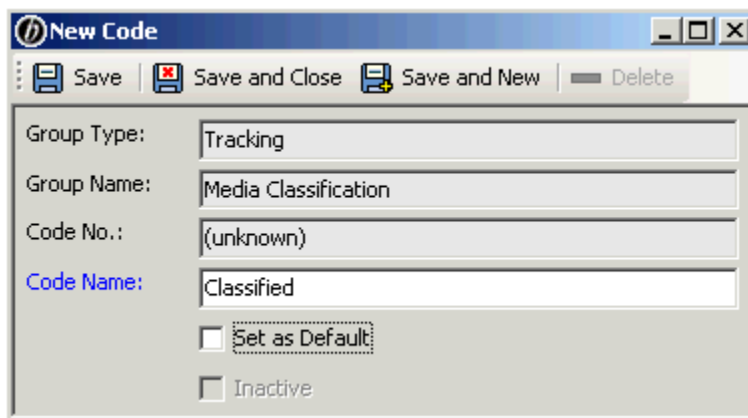 New Code
Save Save and Close Save and New Delete
Group Type: Tracking
Group Name: Media Classification
Code No.: (unknown)
Code Name: Classified
Set as Default
Inactive